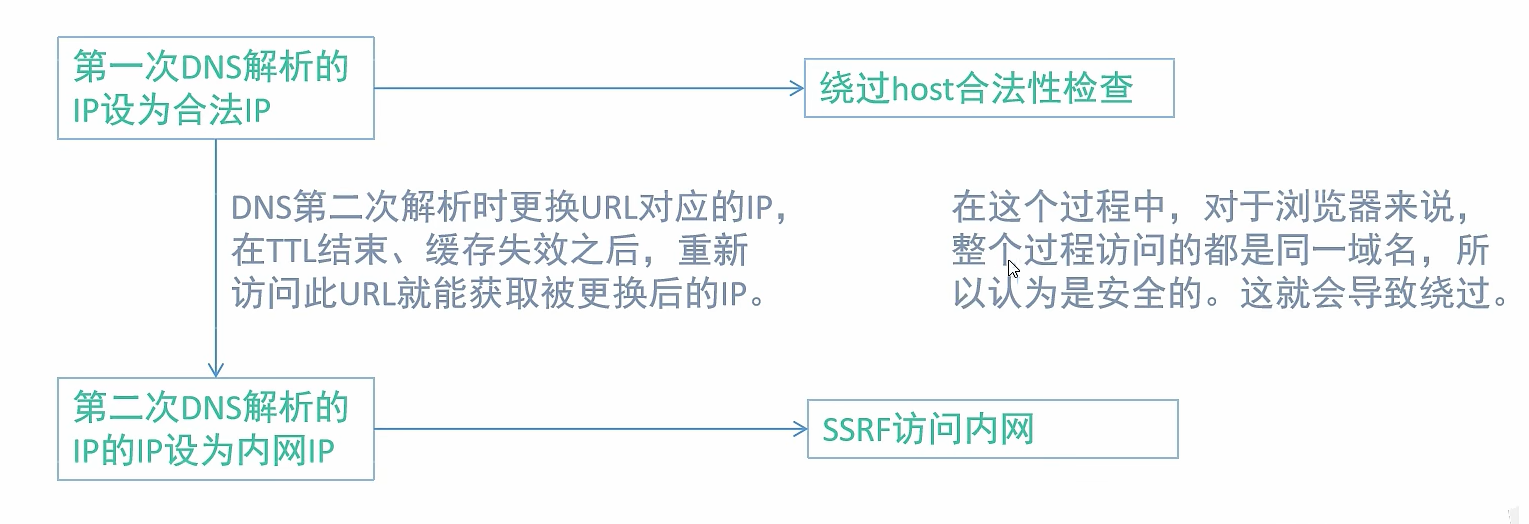 第一次DNS解析的
IP设为合法IP
绕过host合法性检查
DNS第二次解析时更换URL对应的IP，
在TTL结束、缓存失效之后，重新
访问此URL就能获取被更换后的IP。
在这个过程中，对于浏览器来说，
整个过程访问的都是同一域名，所
以认为是安全的。这就会导致绕过。
第二次DNS解析的
IP的IP设为内网IP
SSRF访问内网